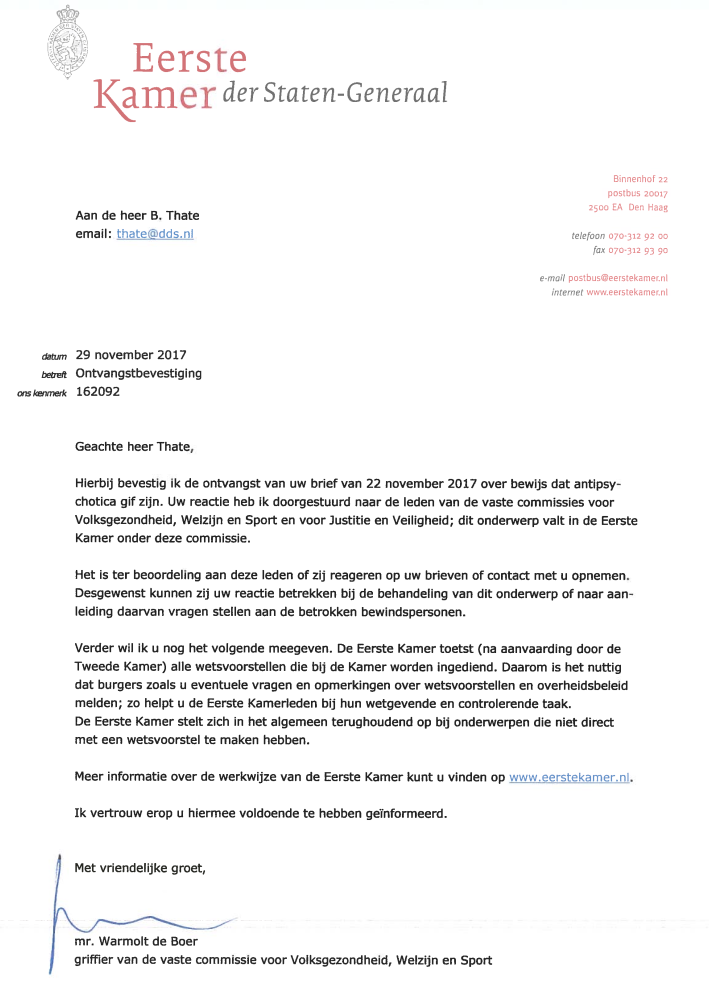 Eerste
Kamer der Staten-Generaal
Binnenhof 22
postbus 20017
2500 EA Den Haag
telefoon 070-312 92 00
fax 070-312 93 90
e-mail postbus@eerstekamer.nl
internet www.eerstekamer.nl
Aan de heer B. Thate
email: thate@dds.nl
datum 29 november 2017
betreft Ontvangstbevestiging
ons kenmerk 162092
Geachte heer Thate,
Hierbij bevestig ik de ontvangst van uw brief van 22 november 2017 over bewijs dat antipsy-
chotica gif zijn. Uw reactie heb ik doorgestuurd naar de leden van de vaste commissies voor
Volksgezondheid, Welzijn en Sport en voor Justitie en Veiligheid; dit onderwerp valt in de Eerste
Kamer onder deze commissie.
Het is ter beoordeling aan deze leden of zij reageren op uw brieven of contact met u opnemen.
Desgewenst kunnen zij uw reactie betrekken bij de behandeling van dit onderwerp of naar aan-
leiding daarvan vragen stellen aan de betrokken bewindspersonen.
Verder wil ik u nog het volgende meegeven. De Eerste Kamer toetst (na aanvaarding door de
Tweede Kamer) alle wetsvoorstellen die bij de Kamer worden ingediend. Daarom is het nuttig
dat burgers zoals u eventuele vragen en opmerkingen over wetsvoorstellen en overheidsbeleid
melden; zo helpt u de Eerste Kamerleden bij hun wetgevende en controlerende taak.
De Eerste Kamer stelt zich in het algemeen terughoudend op bij onderwerpen die niet direct
met een wetsvoorstel te maken hebben.
Meer informatie over de werkwijze van de Eerste Kamer kunt u vinden op www.eerstekamer.nl.
Ik vertrouw erop u hiermee voldoende te hebben geïnformeerd.
Met vriendelijke groet,
mr. Warmolt de Boer
griffier van de vaste commissie voor Volksgezondheid, Welzijn en Sport